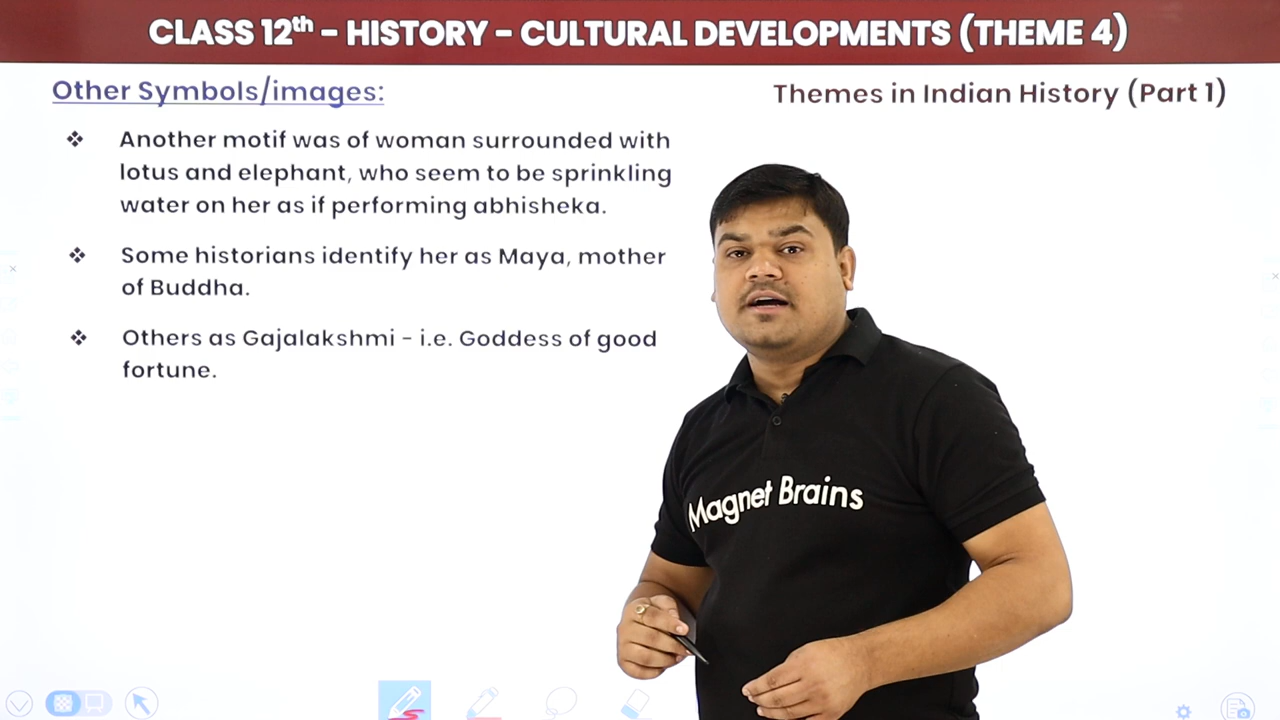 CLASS 12th – HISTORY – CULTURAL DEVELOPMENTS (THEME 4)
Other Symbols/images:
Themes in Indian History (Part 1)
❖ Another motif was of woman surrounded with
lotus and elephant, who seem to be sprinkling
water on her as if performing abhisheka.
❖ Some historians identify her as Maya, mother
of Buddha.
❖ Others as Gajalakshmi – i.e. Goddess of good
fortune.
Magnet Brains